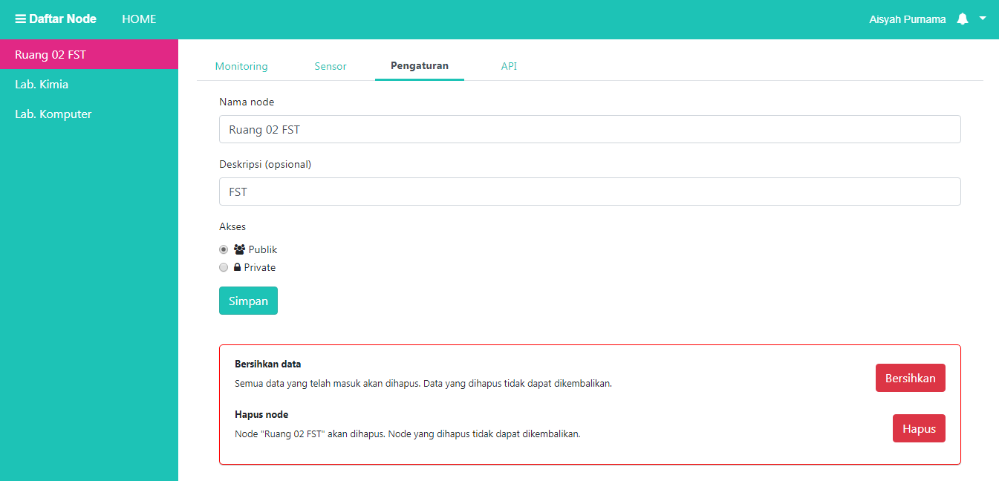 Daftar Node HOME Aisyah Purnama
Ruang 02 FST
Lab. Kimia
Lab. Komputer
Monitoring Sensor Pengaturan API
Nama node
Ruang 02 FST
Deskripsi (opsional)
FST
Akses
Publik
Private
Simpan
Bersihkan data
Semua data yang telah masuk akan dihapus. Data yang dihapus tidak dapat dikembalikan.
Bersihkan
Hapus node
Node "Ruang 02 FST" akan dihapus. Node yang dihapus tidak dapat dikembalikan.
Hapus